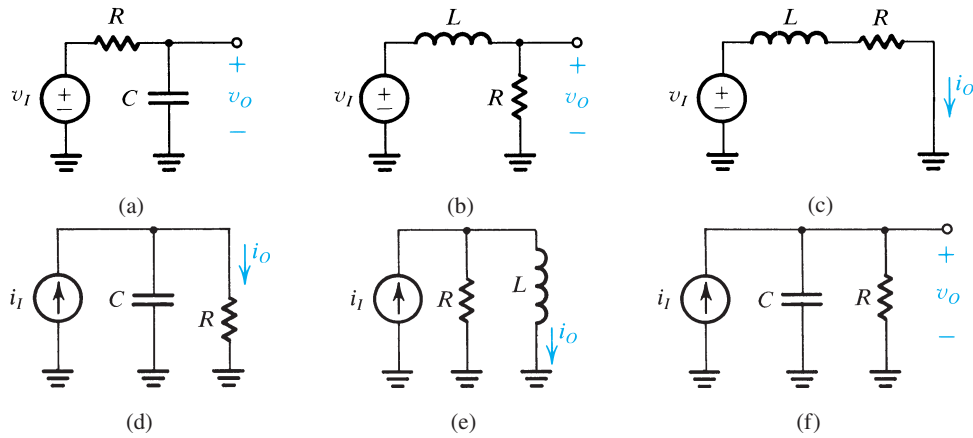 R
v_I
+
−
C
+
v_O
−
(a)
L
v_I
+
−
R
+
v_O
−
(b)
L
R
v_I
+
−
i_O
(c)
i_I
C
R
i_O
(d)
i_I
R
L
i_O
(e)
i_I
C
R
+
v_O
−
(f)